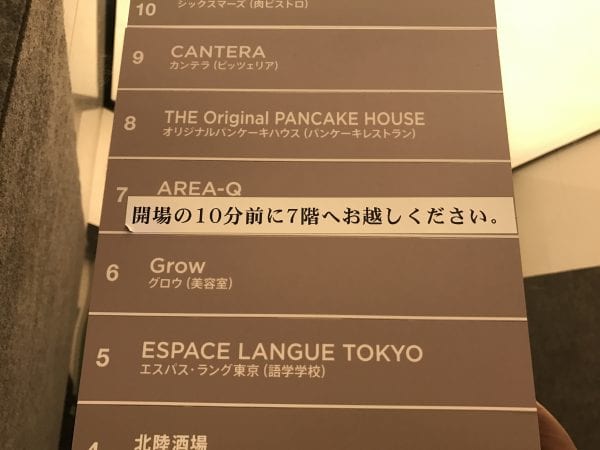 シックスマーズ (肉ビストロ)
10
9 CANTERA
カンテラ (ピッツェリア)
8 THE Original PANCAKE HOUSE
オリジナルパンケーキハウス (パンケーキレストラン)
7 AREA-Q
開場の10分前に7階へお越しください。
6 Grow
グロウ (美容室)
5 ESPACE LANGUE TOKYO
エスパス・ラング東京 (語学学校)
4 北陸酒場